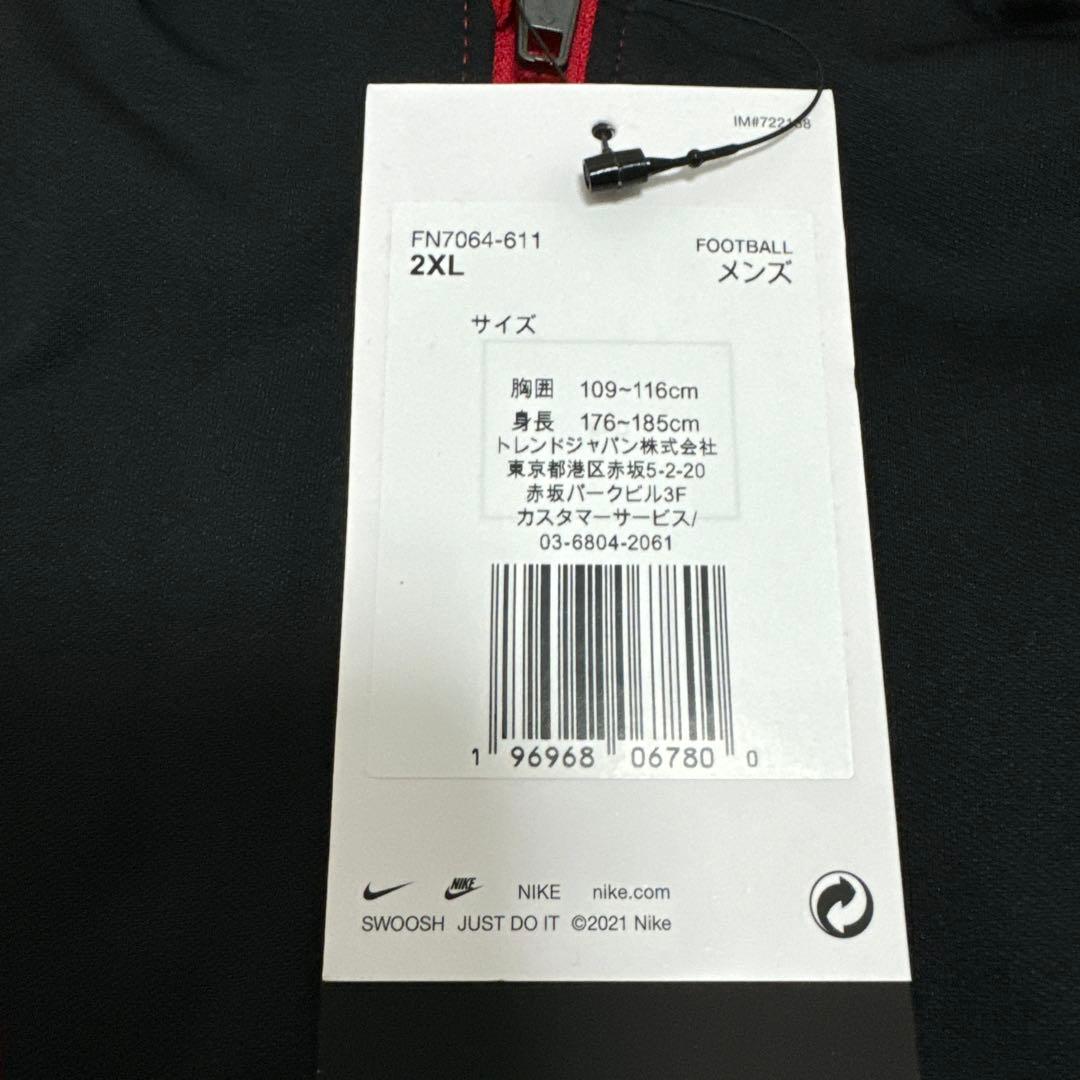 IM#722188
FN7064-611
2XL
FOOTBALL
メンズ
サイズ
胸囲 109~116cm
身長 176~185cm
トレンドジャパン株式会社
東京都港区赤坂5-2-20
赤坂パークビル3F
カスタマーサービス/
03-6804-2061
1 96968 06780 0
NIKE NIKE nike.com
SWOOSH JUST DO IT ©2021 Nike